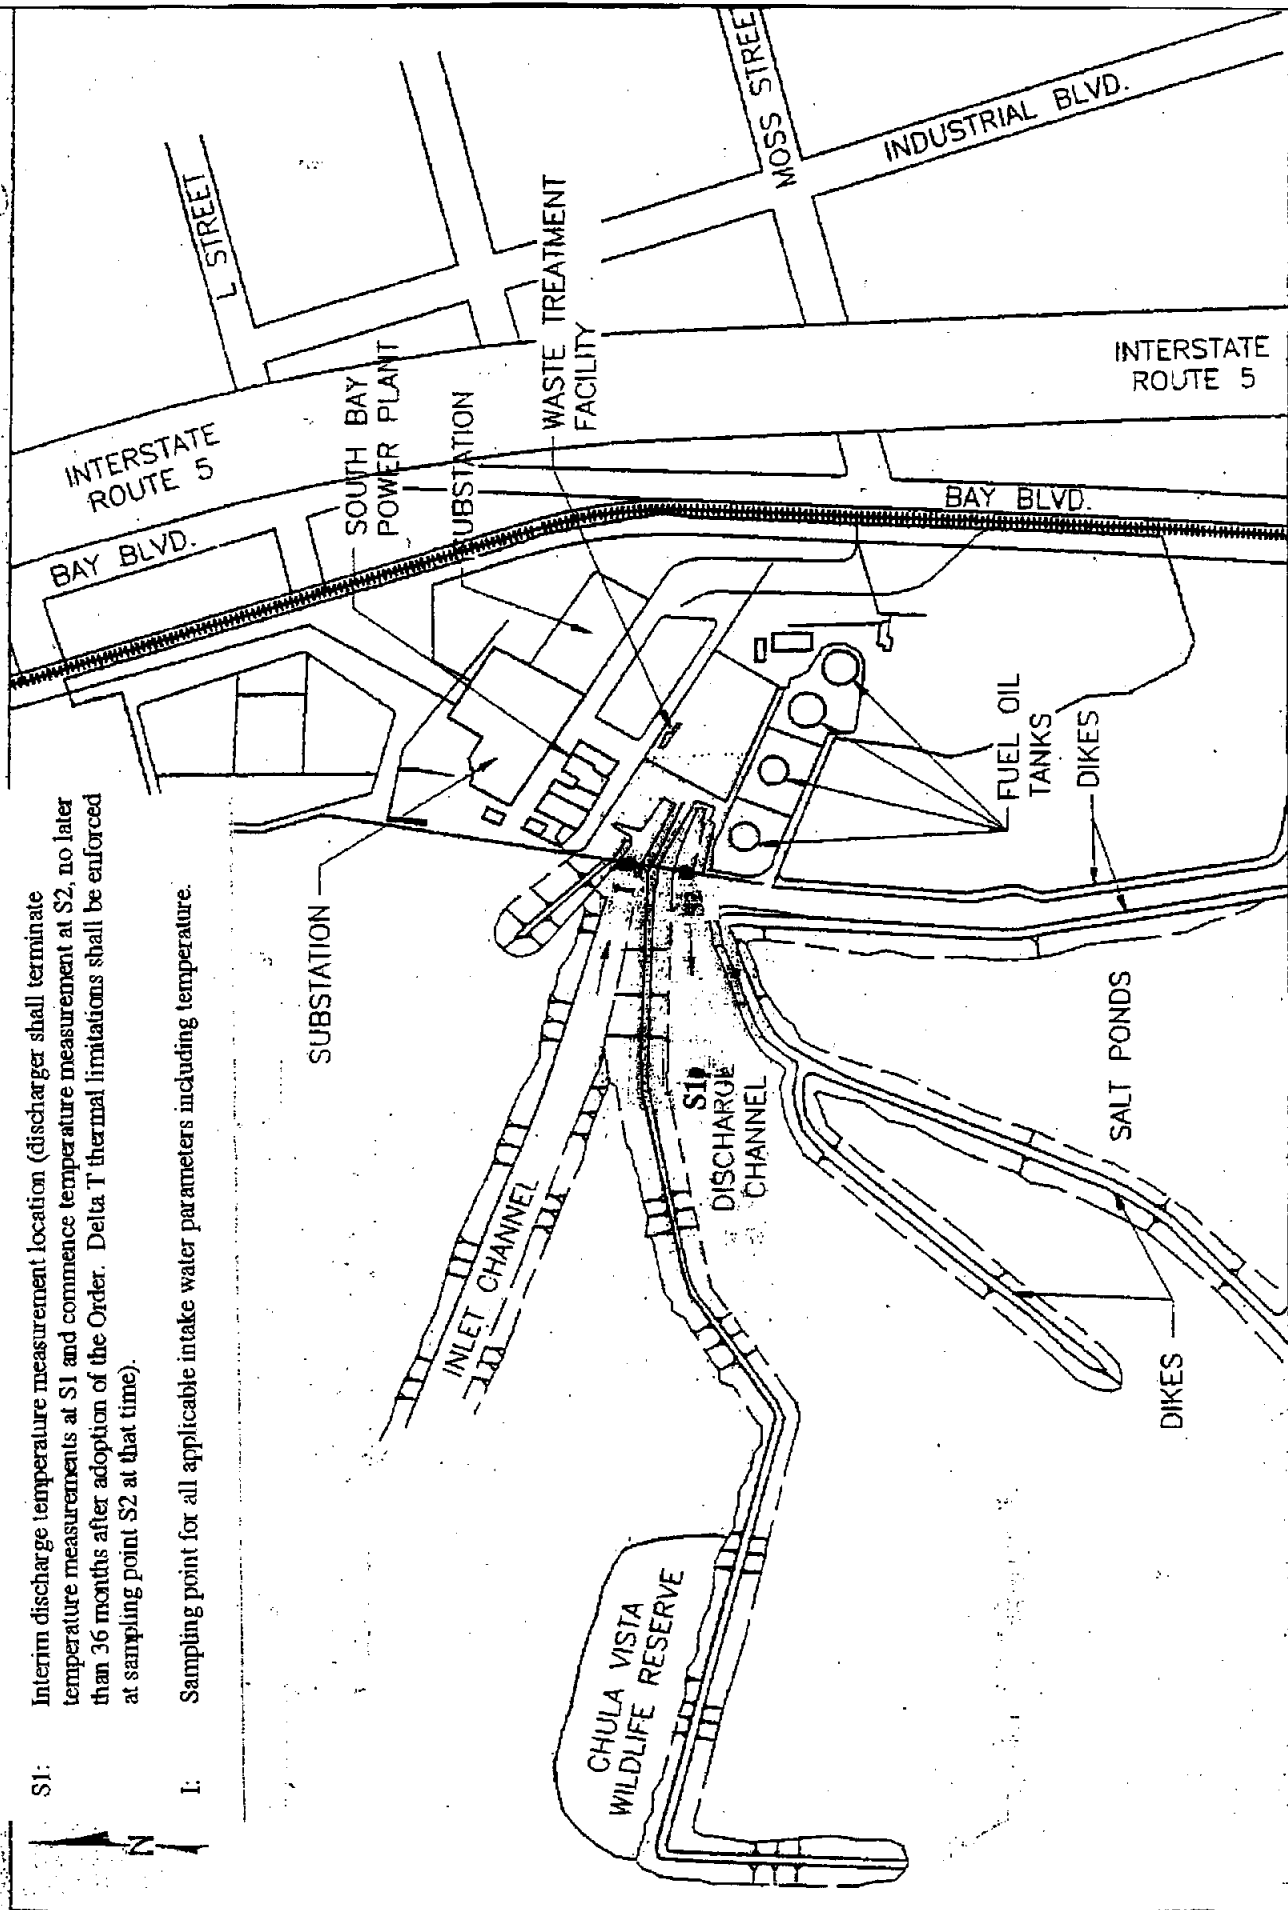 S1: Interim discharge temperature measurement location (discharger shall terminate
temperature measurements at S1 and commence temperature measurement at S2, no later
than 36 months after adoption of the Order. Delta T thermal limitations shall be enforced
at sampling point S2 at that time).
I: Sampling point for all applicable intake water parameters including temperature.
N
L STREET
MOSS STREE
INDUSTRIAL BLVD.
INTERSTATE
ROUTE 5
BAY BLVD.
SOUTH BAY
POWER PLANT
UBSTATION
WASTE TREATMENT
FACILITY
INTERSTATE
ROUTE 5
BAY BLVD.
SUBSTATION
FUEL OIL
TANKS
DIKES
I
S2
S1
DISCHARGE
CHANNEL
INLET CHANNEL
SALT PONDS
DIKES
CHULA VISTA
WILDLIFE RESERVE